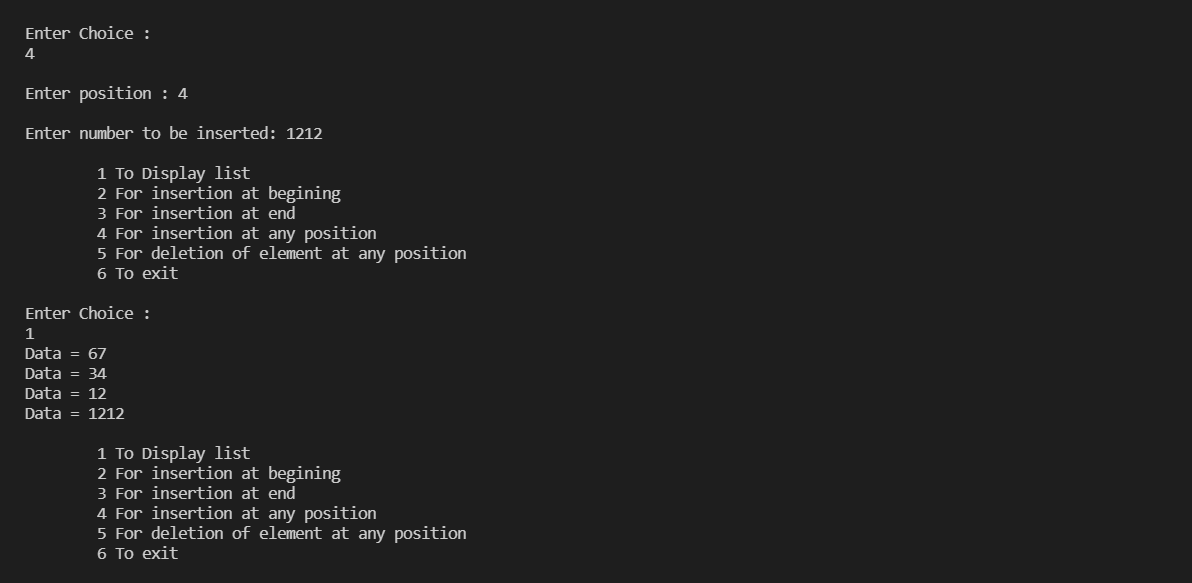 Enter Choice :
4
Enter position : 4
Enter number to be inserted: 1212
1 To Display list
2 For insertion at begining
3 For insertion at end
4 For insertion at any position
5 For deletion of element at any position
6 To exit
Enter Choice :
1
Data = 67
Data = 34
Data = 12
Data = 1212
1 To Display list
2 For insertion at begining
3 For insertion at end
4 For insertion at any position
5 For deletion of element at any position
6 To exit